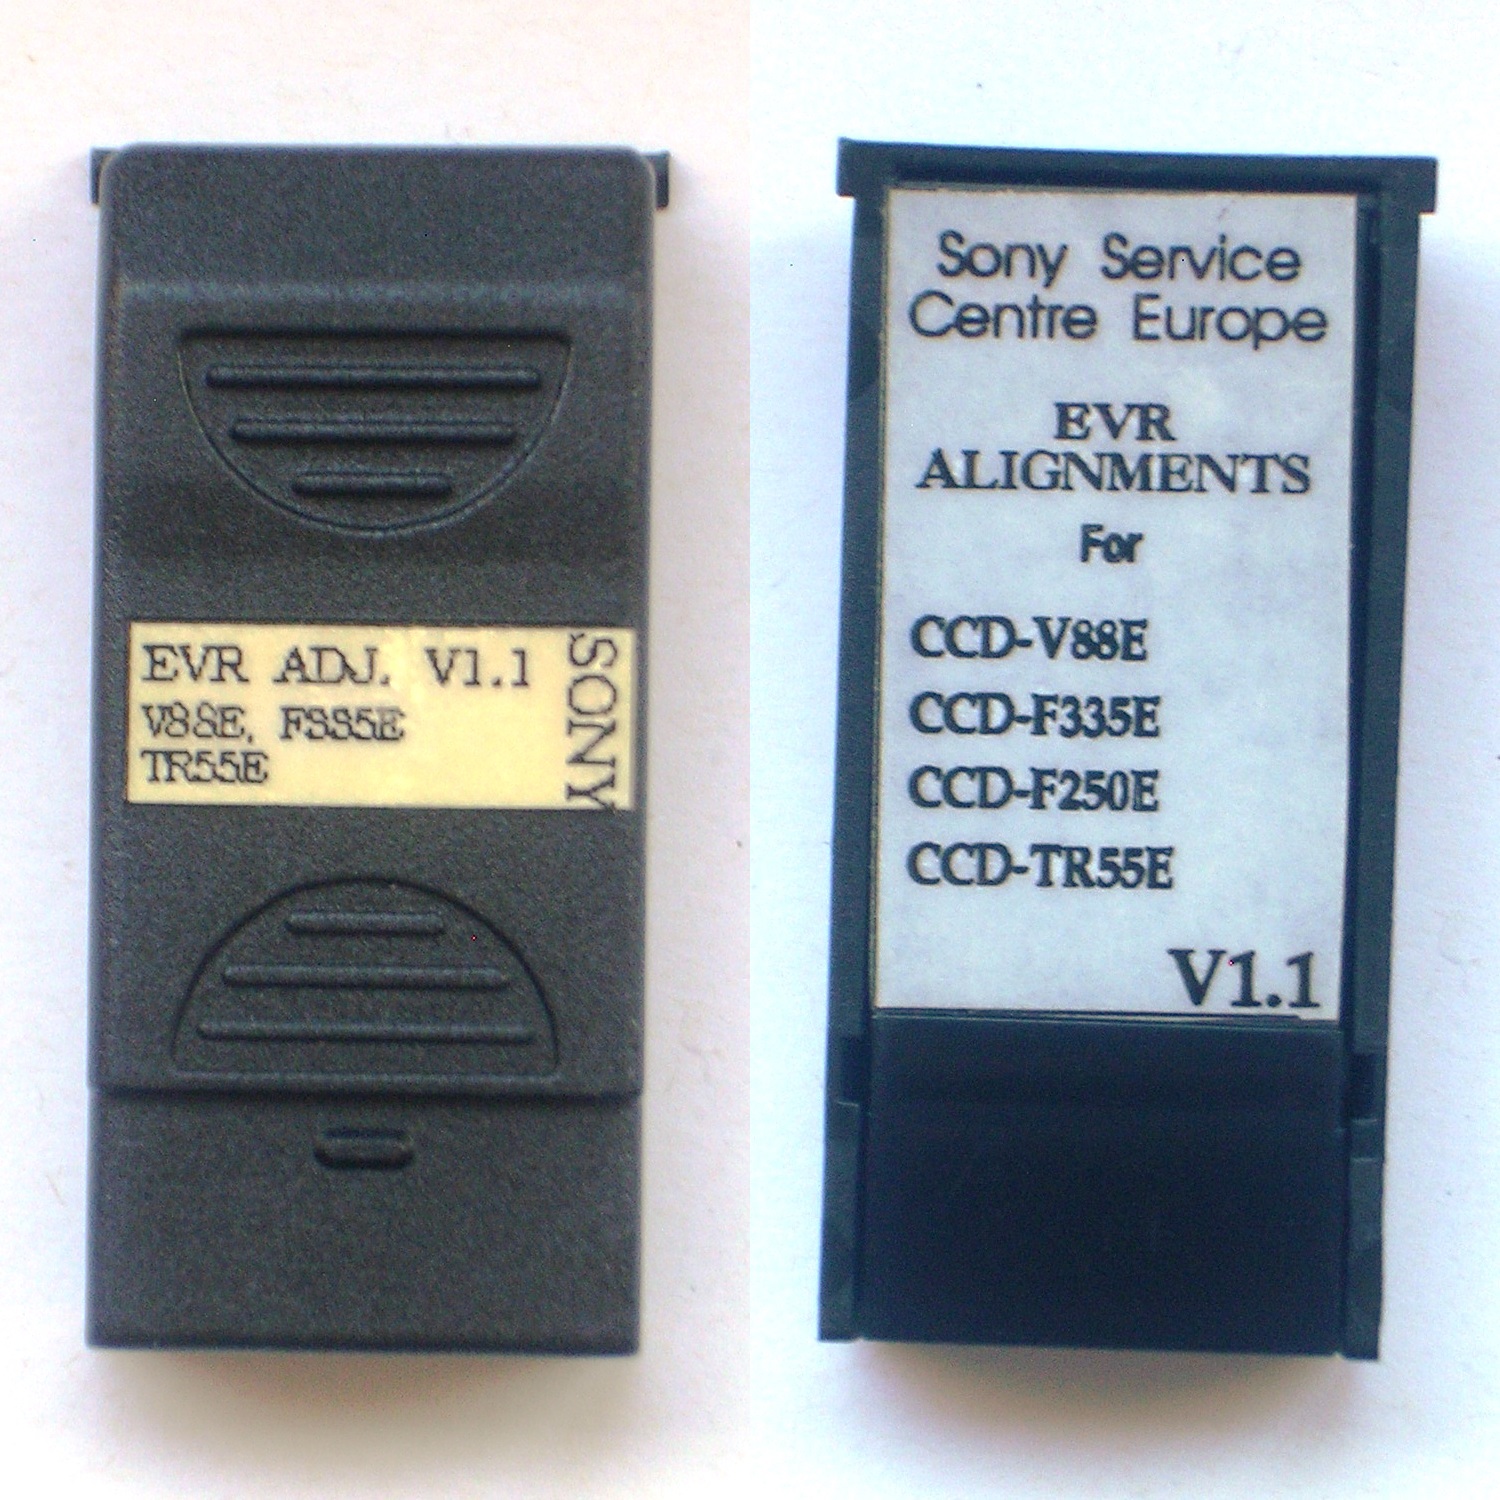 EVR ADJ. V1.1
V88E, F335E
TR55E
SONY
Sony Service
Centre Europe
EVR
ALIGNMENTS
For
CCD-V88E
CCD-F335E
CCD-F250E
CCD-TR55E
V1.1